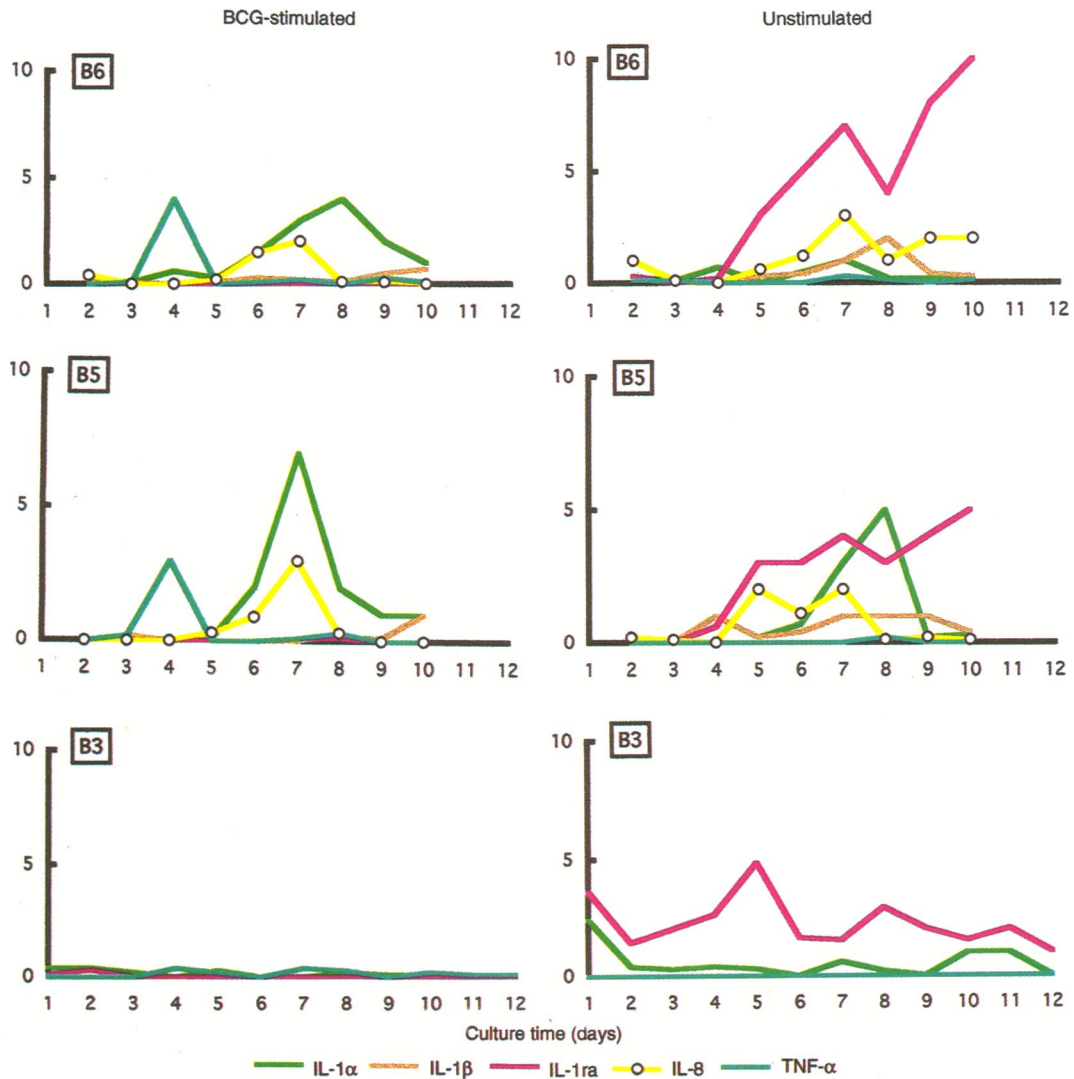 BCG-stimulated Unstimulated
B6 B6
10 10
5 5
0 0
1 2 3 4 5 6 7 8 9 10 11 12 1 2 3 4 5 6 7 8 9 10 11 12
B5 B5
10 10
5 5
0 0
1 2 3 4 5 6 7 8 9 10 11 12 1 2 3 4 5 6 7 8 9 10 11 12
B3 B3
10 10
5 5
0 0
1 2 3 4 5 6 7 8 9 10 11 12 1 2 3 4 5 6 7 8 9 10 11 12
Culture time (days)
IL-1α IL-1β IL-1ra IL-8 TNF-α